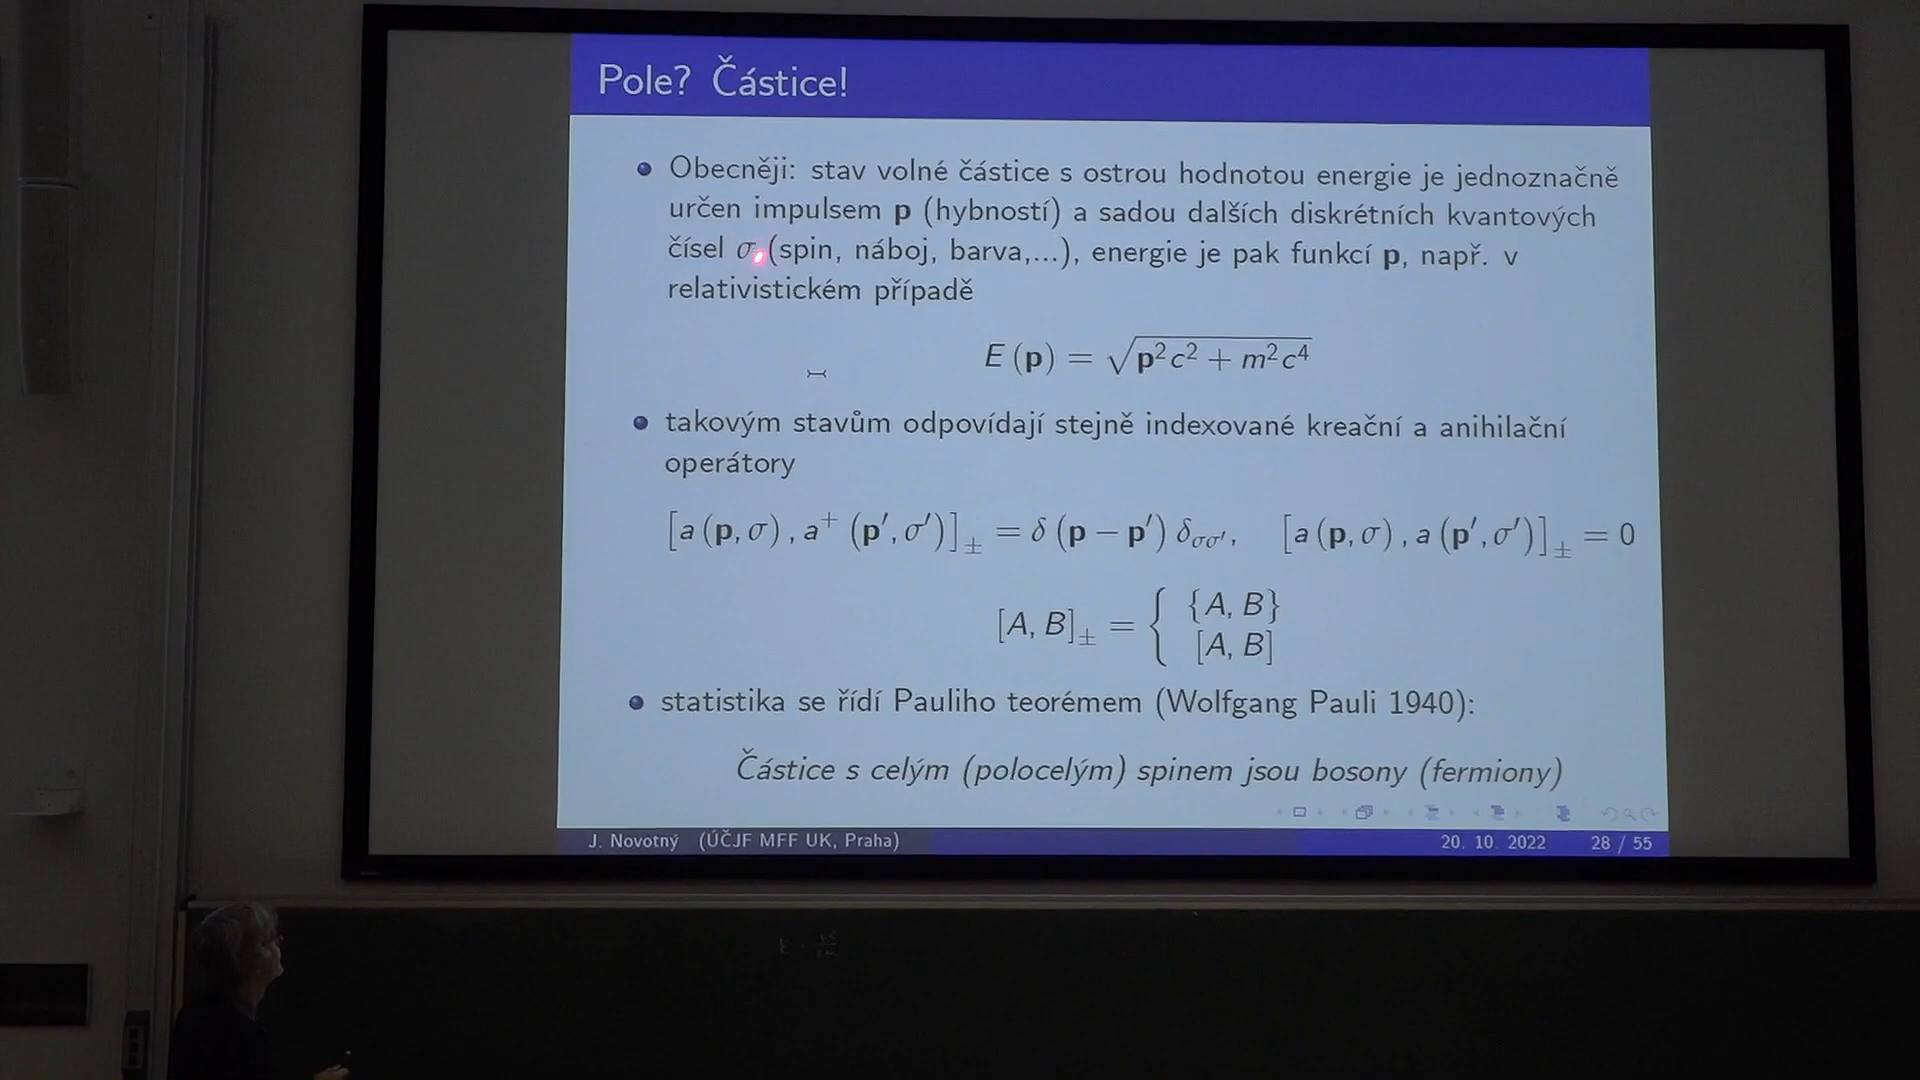 Pole? Částice!
Obecněji: stav volné částice s ostrou hodnotou energie je jednoznačně
určen impulsem p (hybností) a sadou dalších diskrétních kvantových
čísel σ (spin, náboj, barva,...), energie je pak funkcí p, např. v
relativistickém případě
E (p) = √p²c² + m²c⁴
takovým stavům odpovídají stejně indexované kreační a anihilační
operátory
[a (p, σ) , a⁺ (p′, σ′)]± = δ (p − p′) δσσ′, [a (p, σ) , a (p′, σ′)]± = 0
[A, B]± = { {A, B}
[A, B]
statistika se řídí Pauliho teorémem (Wolfgang Pauli 1940):
Částice s celým (polocelým) spinem jsou bosony (fermiony)
J. Novotný (ÚČJF MFF UK, Praha) 20. 10. 2022 28 / 55